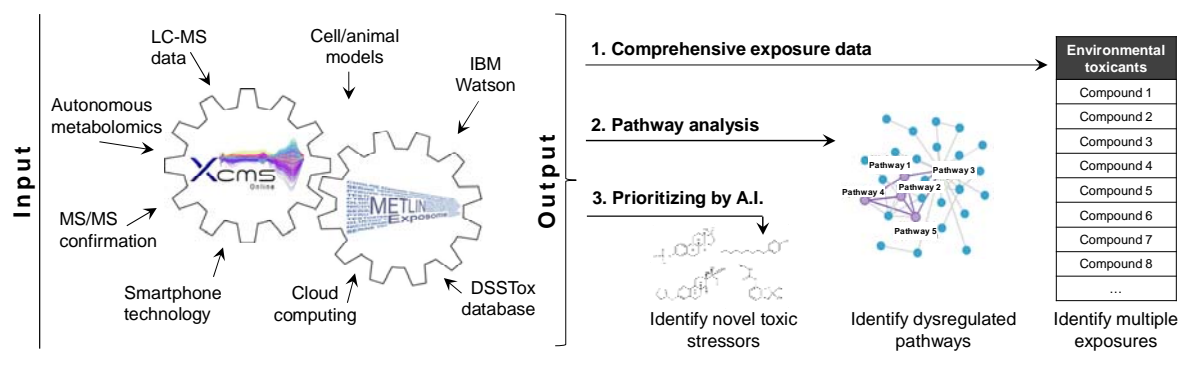 Input
LC-MS
data
Cell/animal
models
IBM
Watson
Autonomous
metabolomics
Xcms
Online
METLIN
Exposome
MS/MS
confirmation
Smartphone
technology
Cloud
computing
DSSTox
database
Output
1. Comprehensive exposure data
2. Pathway analysis
3. Prioritizing by A.I.
Identify novel toxic
stressors
Pathway 1
Pathway 3
Pathway 4
Pathway 2
Pathway 5
Identify dysregulated
pathways
Environmental
toxicants
Compound 1
Compound 2
Compound 3
Compound 4
Compound 5
Compound 6
Compound 7
Compound 8
…
Identify multiple
exposures